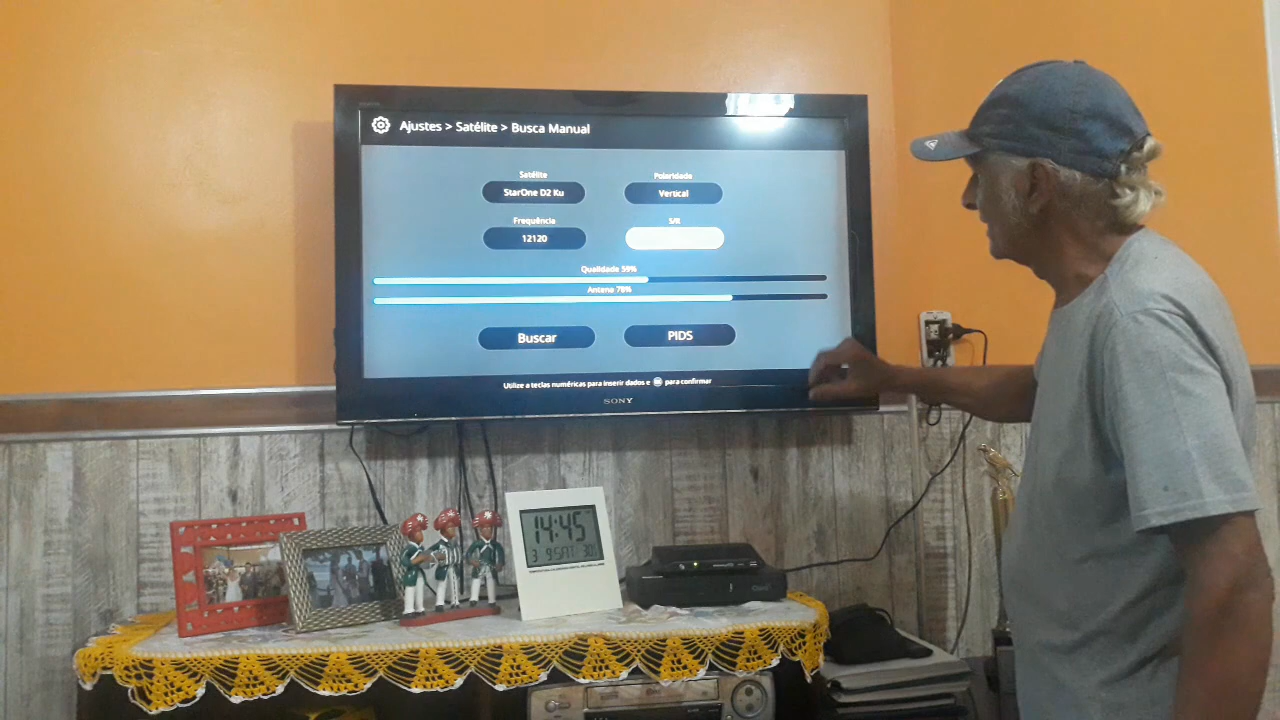 Ajustes > Satélite > Busca Manual
Satélite
Polaridade
StarOne D2 Ku
Vertical
Frequência
S/R
12120
Qualidade 59%
Antena 78%
Buscar
PIDS
Utilize a teclas numéricas para inserir dados e para confirmar
SONY
14:45